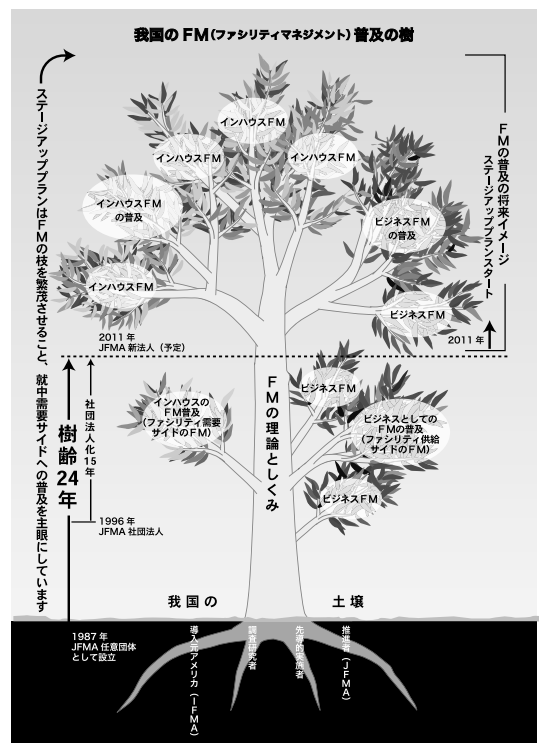 我国のFM(ファシリティマネジメント)普及の樹
ステージアッププランはFMの枝を繁茂させること、就中需要サイドへの普及を主眼にしています
FMの普及の将来イメージ
ステージアッププランスタート
2011年
インハウスFM
インハウスFM
インハウスFM
インハウスFM
の普及
ビジネスFM
の普及
インハウスFM
ビジネスFM
2011年
JFMA新法人(予定)
FMの理論としくみ
インハウスの
FM普及
(ファシリティ需要
サイドのFM)
ビジネスFM
ビジネスとしての
FMの普及
(ファシリティ供給
サイドのFM)
ビジネスFM
社団法人化15年
樹齢24年
1996年
JFMA社団法人
我国の
土壌
1987年
JFMA任意団体
として設立
導入元アメリカ(IFMA)
調査研究者
先導的実施者
推進者(JFMA)